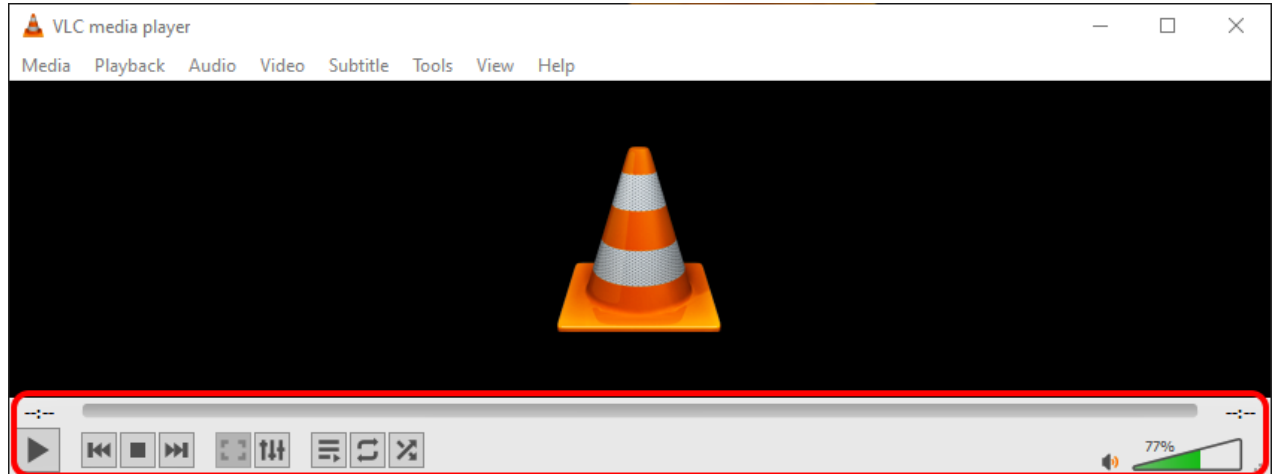 VLC media player
Media Playback Audio Video Subtitle Tools View Help
--:-- --:--
77%